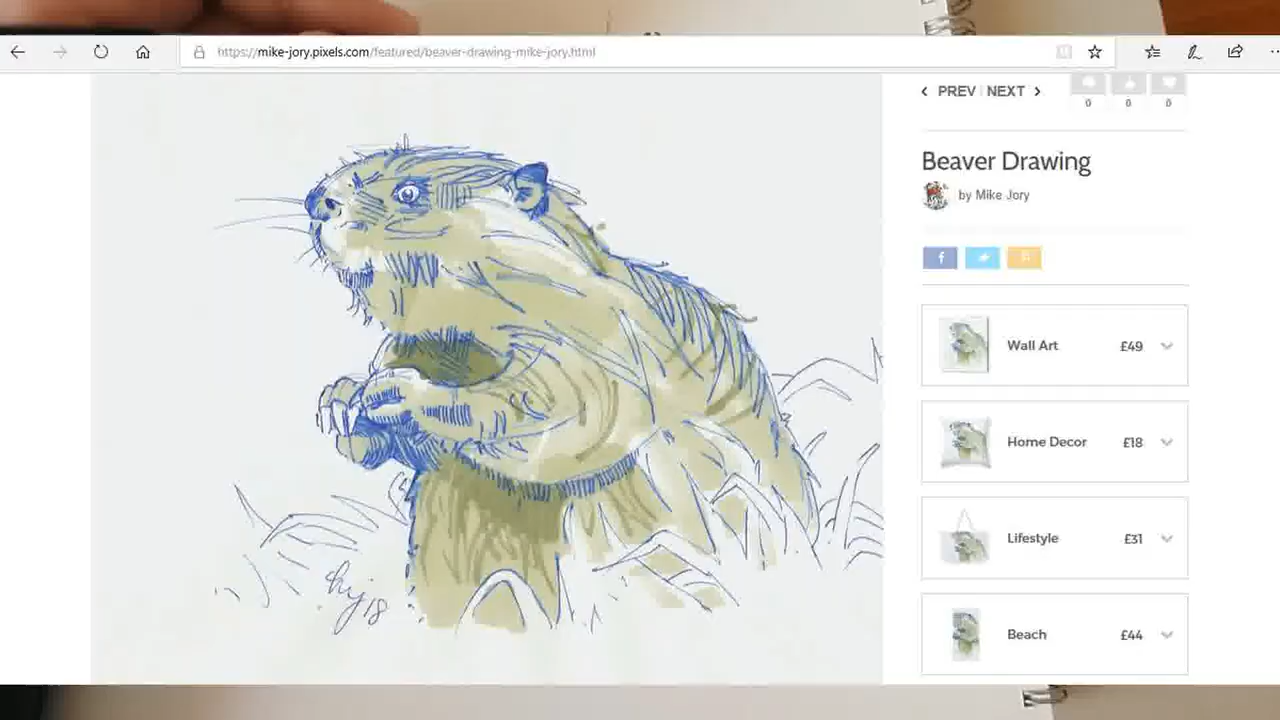 https://mike-jory.pixels.com/featured/beaver-drawing-mike-jory.html
PREV NEXT
0 0 0
Beaver Drawing
by Mike Jory
Wall Art £49
Home Decor £18
Lifestyle £31
Beach £44